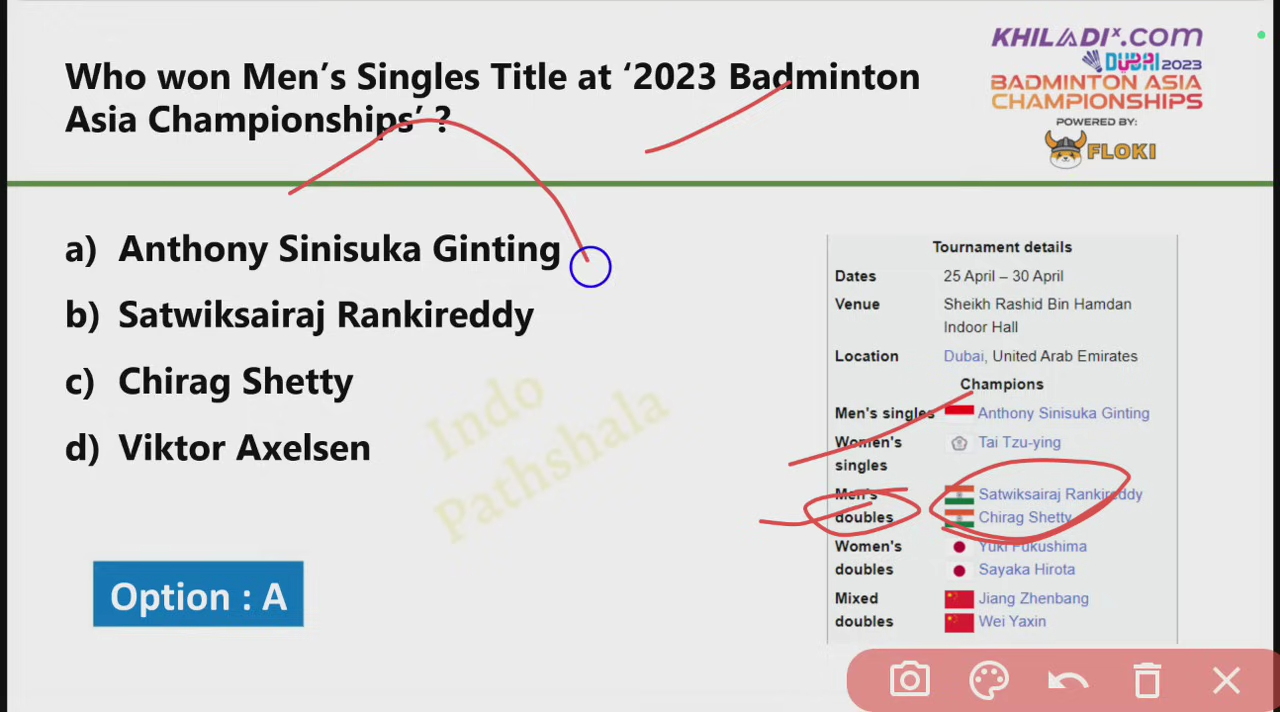 Who won Men’s Singles Title at ‘2023 Badminton
Asia Championships’ ?
KHILADIx.com
DUBAI 2023
BADMINTON ASIA
CHAMPIONSHIPS
POWERED BY:
FLOKI
a) Anthony Sinisuka Ginting
b) Satwiksairaj Rankireddy
c) Chirag Shetty
d) Viktor Axelsen
Option : A
Indo
Pathshala
Tournament details
Dates 25 April – 30 April
Venue Sheikh Rashid Bin Hamdan
Indoor Hall
Location Dubai, United Arab Emirates
Champions
Men's singles Anthony Sinisuka Ginting
Women's Tai Tzu-ying
singles
Men's Satwiksairaj Rankireddy
doubles Chirag Shetty
Women's Yuki Fukushima
doubles Sayaka Hirota
Mixed Jiang Zhenbang
doubles Wei Yaxin